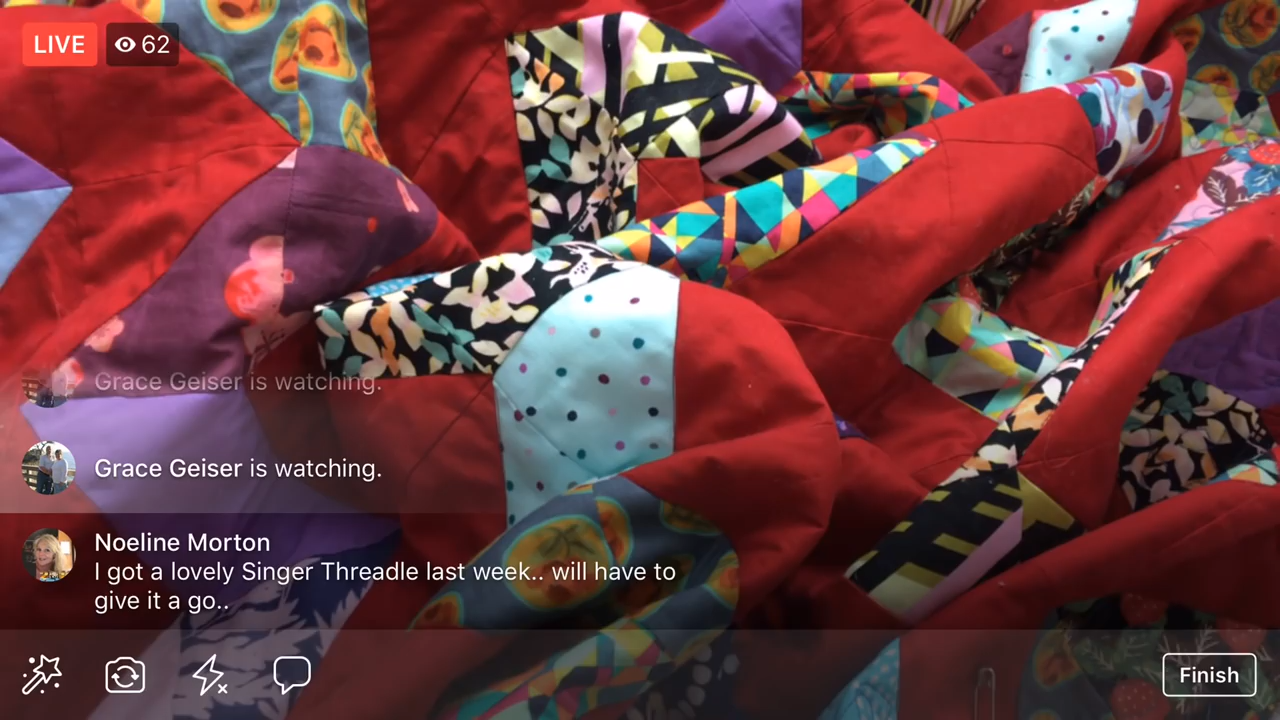 LIVE 62
Grace Geiser is watching.
Grace Geiser is watching.
Noeline Morton
I got a lovely Singer Threadle last week.. will have to
give it a go..
Finish